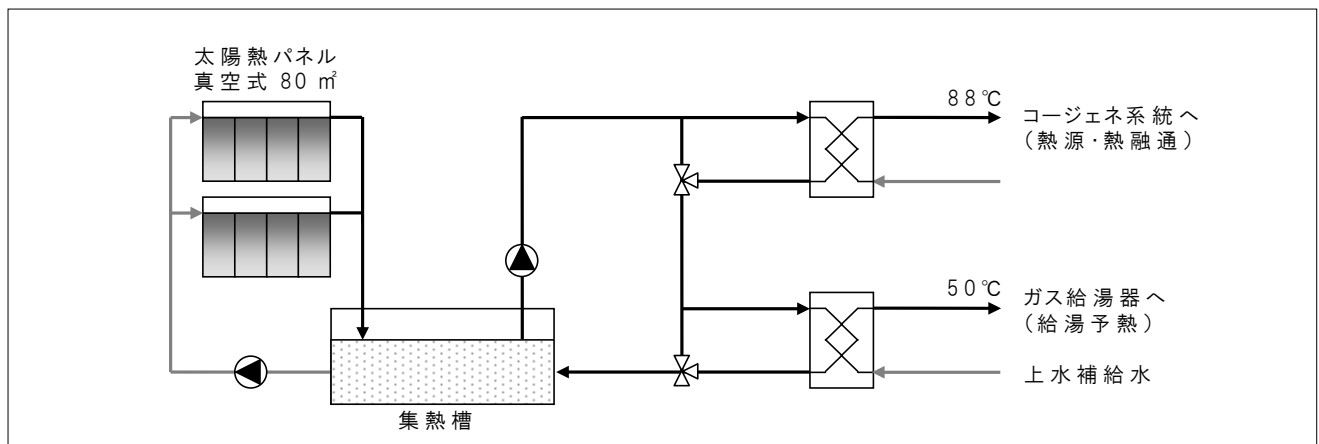 太陽熱パネル
真空式 80 ㎡
88℃
コージェネ系統へ
(熱源・熱融通)
50℃
ガス給湯器へ
(給湯予熱)
上水補給水
集熱槽